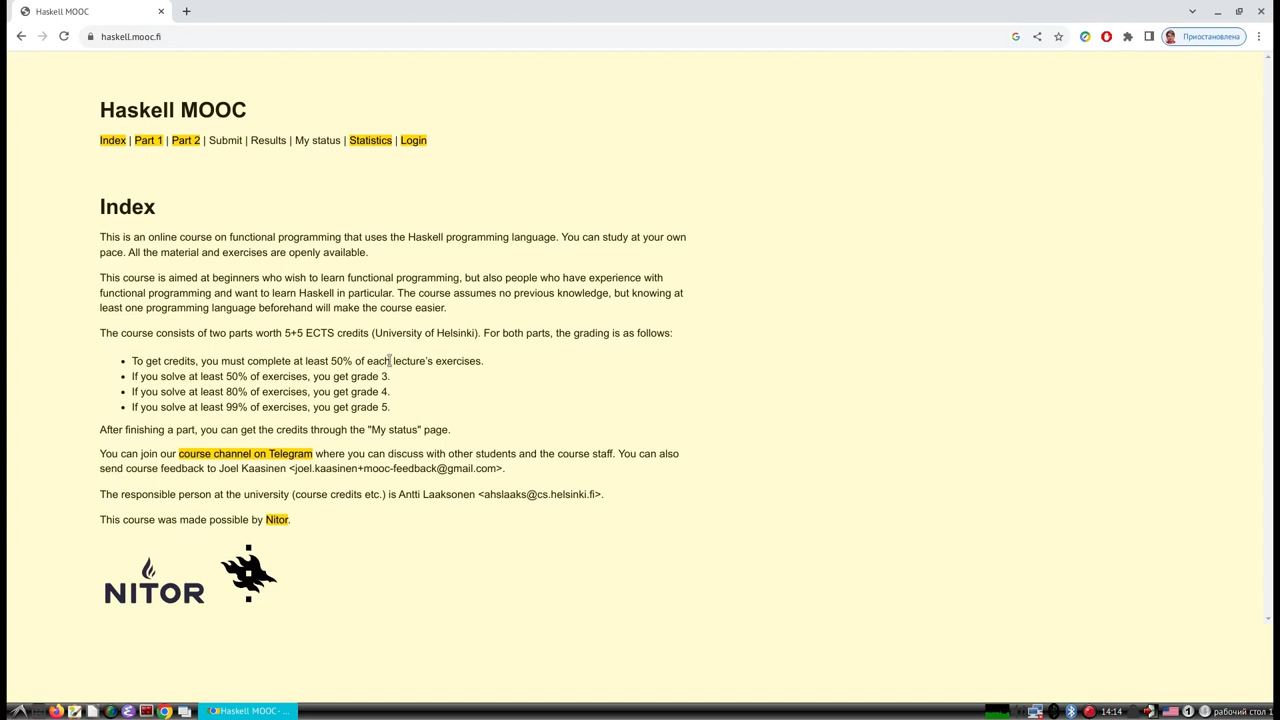 Haskell MOOC
haskell.mooc.fi
Приостановлена
Haskell MOOC
Index | Part 1 | Part 2 | Submit | Results | My status | Statistics | Login
Index
This is an online course on functional programming that uses the Haskell programming language. You can study at your own
pace. All the material and exercises are openly available.
This course is aimed at beginners who wish to learn functional programming, but also people who have experience with
functional programming and want to learn Haskell in particular. The course assumes no previous knowledge, but knowing at
least one programming language beforehand will make the course easier.
The course consists of two parts worth 5+5 ECTS credits (University of Helsinki). For both parts, the grading is as follows:
• To get credits, you must complete at least 50% of each lecture's exercises.
• If you solve at least 50% of exercises, you get grade 3.
• If you solve at least 80% of exercises, you get grade 4.
• If you solve at least 99% of exercises, you get grade 5.
After finishing a part, you can get the credits through the "My status" page.
You can join our course channel on Telegram where you can discuss with other students and the course staff. You can also
send course feedback to Joel Kaasinen <joel.kaasinen+mooc-feedback@gmail.com>.
The responsible person at the university (course credits etc.) is Antti Laaksonen <ahslaaks@cs.helsinki.fi>.
This course was made possible by Nitor.
NITOR
Haskell MOOC - ...
14:14
1
рабочий стол 1